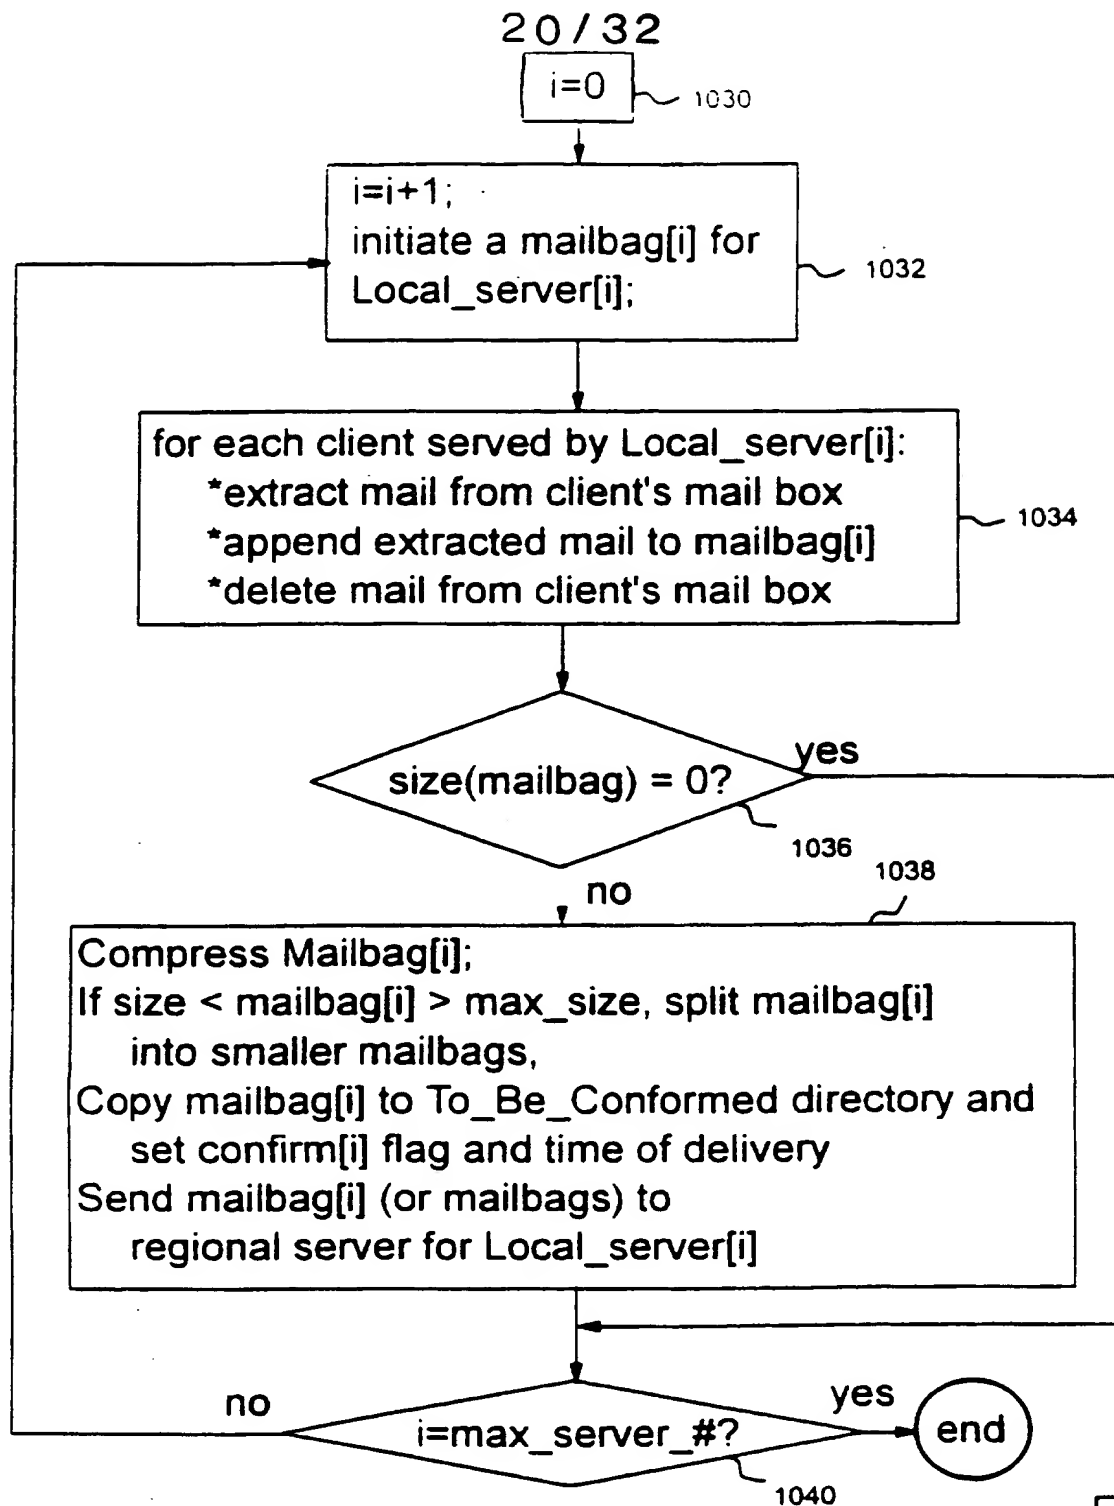 20/32
i=0
1030
i=i+1;
initiate a mailbag[i] for
Local_server[i];
1032
for each client served by Local_server[i]:
*extract mail from client's mail box
*append extracted mail to mailbag[i]
*delete mail from client's mail box
1034
size(mailbag) = 0?
yes
1036
no
1038
Compress Mailbag[i];
If size < mailbag[i] > max_size, split mailbag[i]
into smaller mailbags,
Copy mailbag[i] to To_Be_Conformed directory and
set confirm[i] flag and time of delivery
Send mailbag[i] (or mailbags) to
regional server for Local_server[i]
no
i=max_server_#?
yes
end
1040